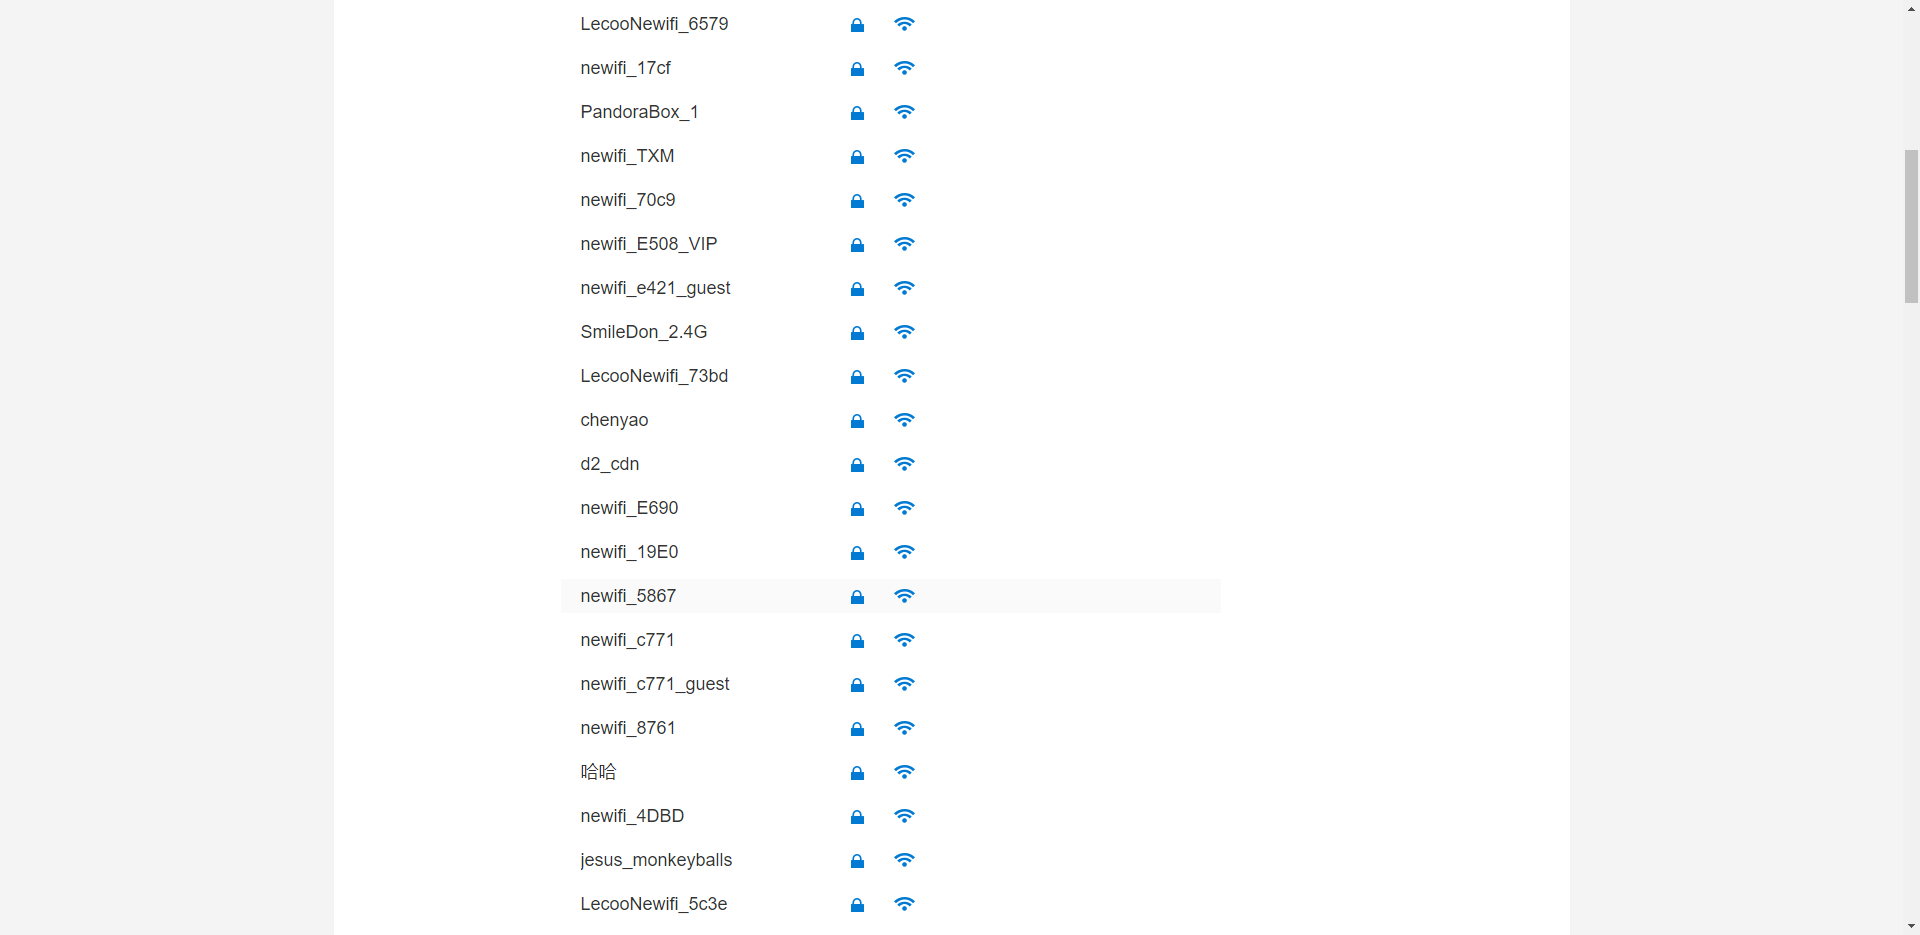 LecooNewifi_6579
newifi_17cf
PandoraBox_1
newifi_TXM
newifi_70c9
newifi_E508_VIP
newifi_e421_guest
SmileDon_2.4G
LecooNewifi_73bd
chenyao
d2_cdn
newifi_E690
newifi_19E0
newifi_5867
newifi_c771
newifi_c771_guest
newifi_8761
哈哈
newifi_4DBD
jesus_monkeyballs
LecooNewifi_5c3e